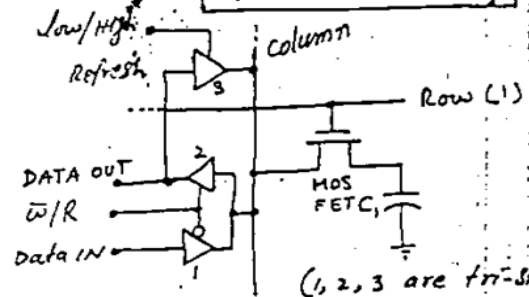 low/High
Column
Refresh
3
Row (1)
2
DATA OUT
MOS
FET C1
W̅/R
Data IN
1
(1, 2, 3 are tri-s